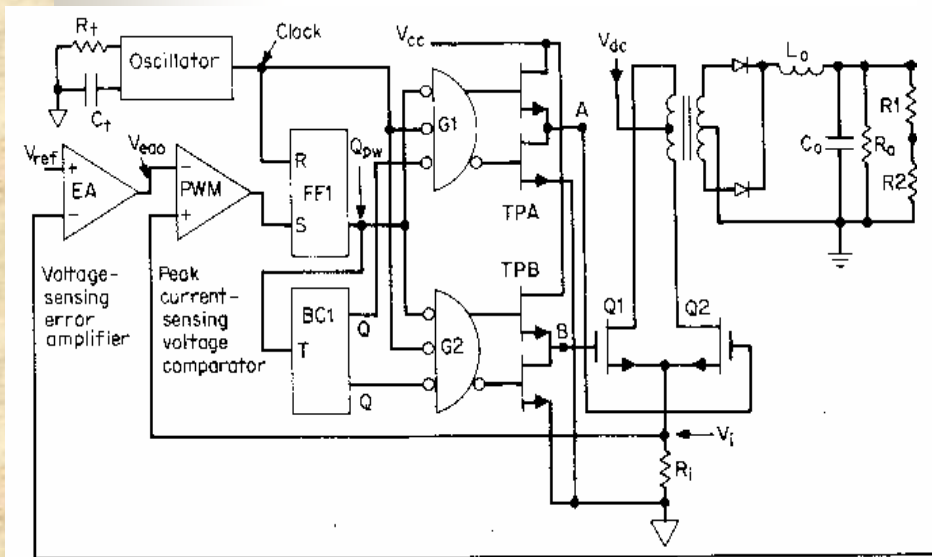 Rt
Oscillator
Ct
Clock
Vcc
Vdc
Lo
R1
Co
Ro
R2
G1
A
Vref
Veao
+
EA
−
−
PWM
+
R
FF1
S
Qpw
TPA
TPB
Voltage-
sensing
error
amplifier
Peak
current-
sensing
voltage
comparator
BC1
Q
T
Q
G2
B
Q1
Q2
Vi
Ri